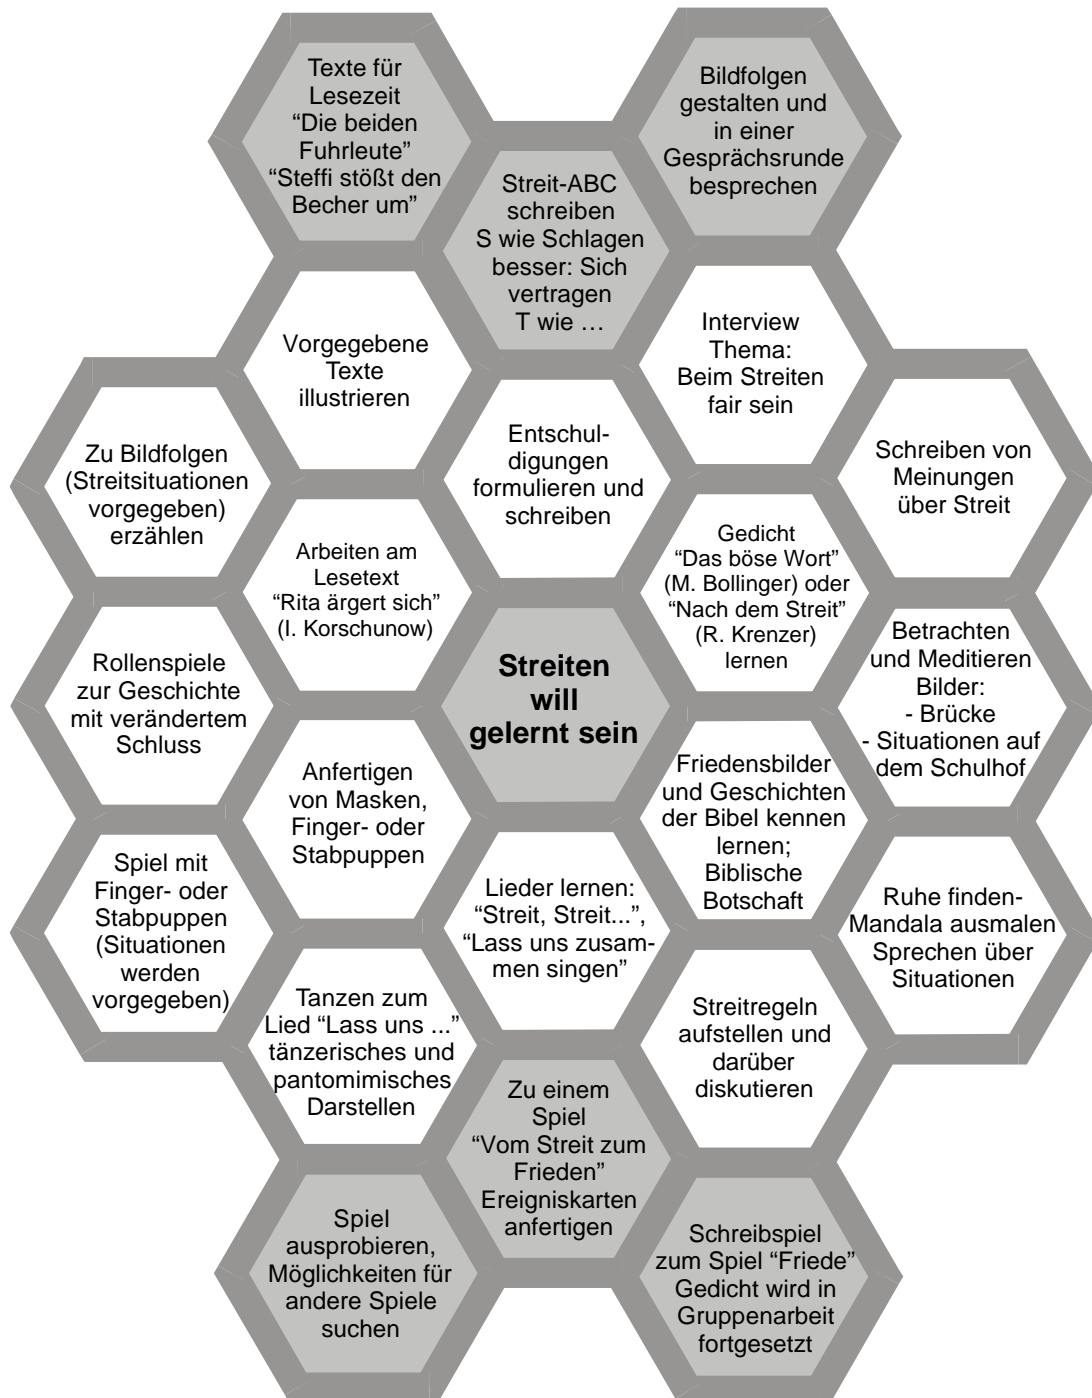 Texte für
Lesezeit
“Die beiden
Fuhrleute”
“Steffi stößt den
Becher um”
Bildfolgen
gestalten und
in einer
Gesprächsrunde
besprechen
Streit-ABC
schreiben
S wie Schlagen
besser: Sich
vertragen
T wie …
Vorgegebene
Texte
illustrieren
Interview
Thema:
Beim Streiten
fair sein
Zu Bildfolgen
(Streitsituationen
vorgegeben)
erzählen
Entschul-
digungen
formulieren und
schreiben
Schreiben von
Meinungen
über Streit
Arbeiten am
Lesetext
“Rita ärgert sich”
(I. Korschunow)
Gedicht
“Das böse Wort”
(M. Bollinger) oder
“Nach dem Streit”
(R. Krenzer)
lernen
Rollenspiele
zur Geschichte
mit verändertem
Schluss
Streiten
will
gelernt sein
Betrachten
und Meditieren
Bilder:
- Brücke
- Situationen auf
dem Schulhof
Anfertigen
von Masken,
Finger- oder
Stabpuppen
Friedensbilder
und Geschichten
der Bibel kennen
lernen;
Biblische
Botschaft
Spiel mit
Finger- oder
Stabpuppen
(Situationen
werden
vorgegeben)
Lieder lernen:
“Streit, Streit...”,
“Lass uns zusam-
men singen”
Ruhe finden-
Mandala ausmalen
Sprechen über
Situationen
Tanzen zum
Lied “Lass uns ...”
tänzerisches und
pantomimisches
Darstellen
Streitregeln
aufstellen und
darüber
diskutieren
Zu einem
Spiel
“Vom Streit zum
Frieden”
Ereigniskarten
anfertigen
Spiel
ausprobieren,
Möglichkeiten für
andere Spiele
suchen
Schreibspiel
zum Spiel “Friede”
Gedicht wird in
Gruppenarbeit
fortgesetzt